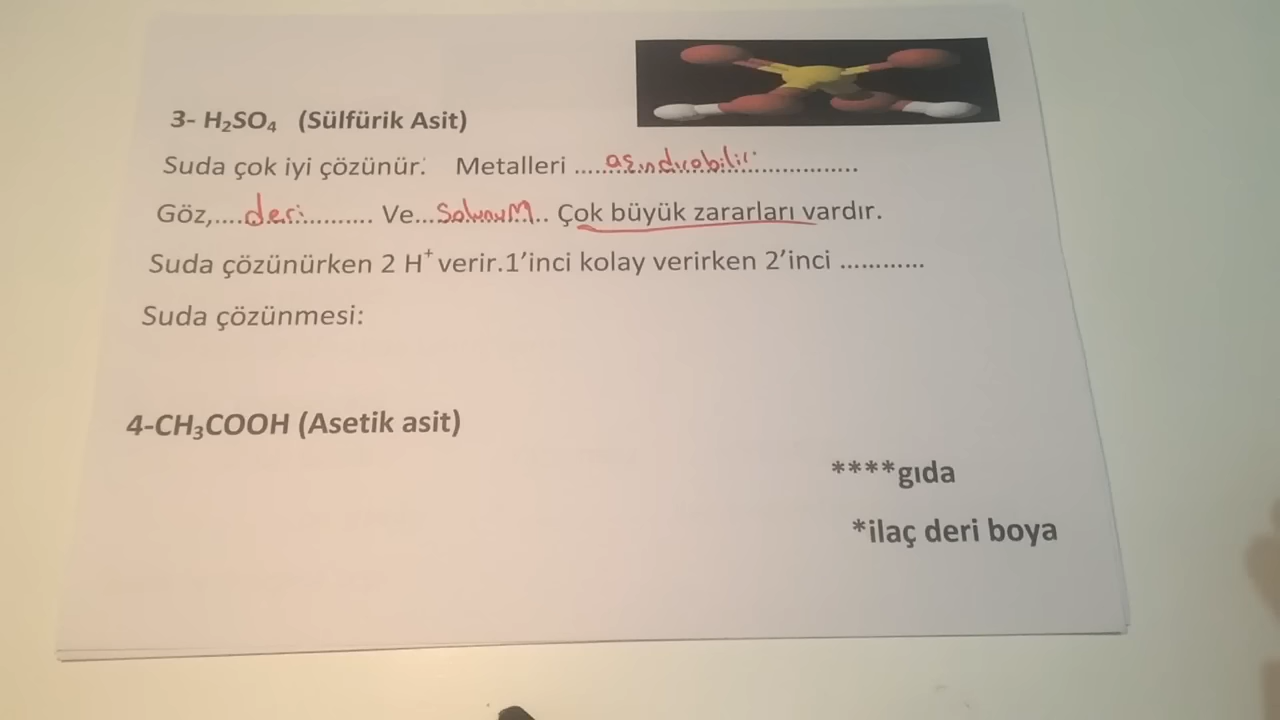 3- H₂SO₄ (Sülfürik Asit)
Suda çok iyi çözünür. Metalleri ......aşındırabilir..................
Göz,....deri.......... Ve...Solunum.. Çok büyük zararları vardır.
Suda çözünürken 2 H⁺ verir.1’inci kolay verirken 2’inci ............
Suda çözünmesi:
4-CH₃COOH (Asetik asit)
****gıda
*ilaç deri boya